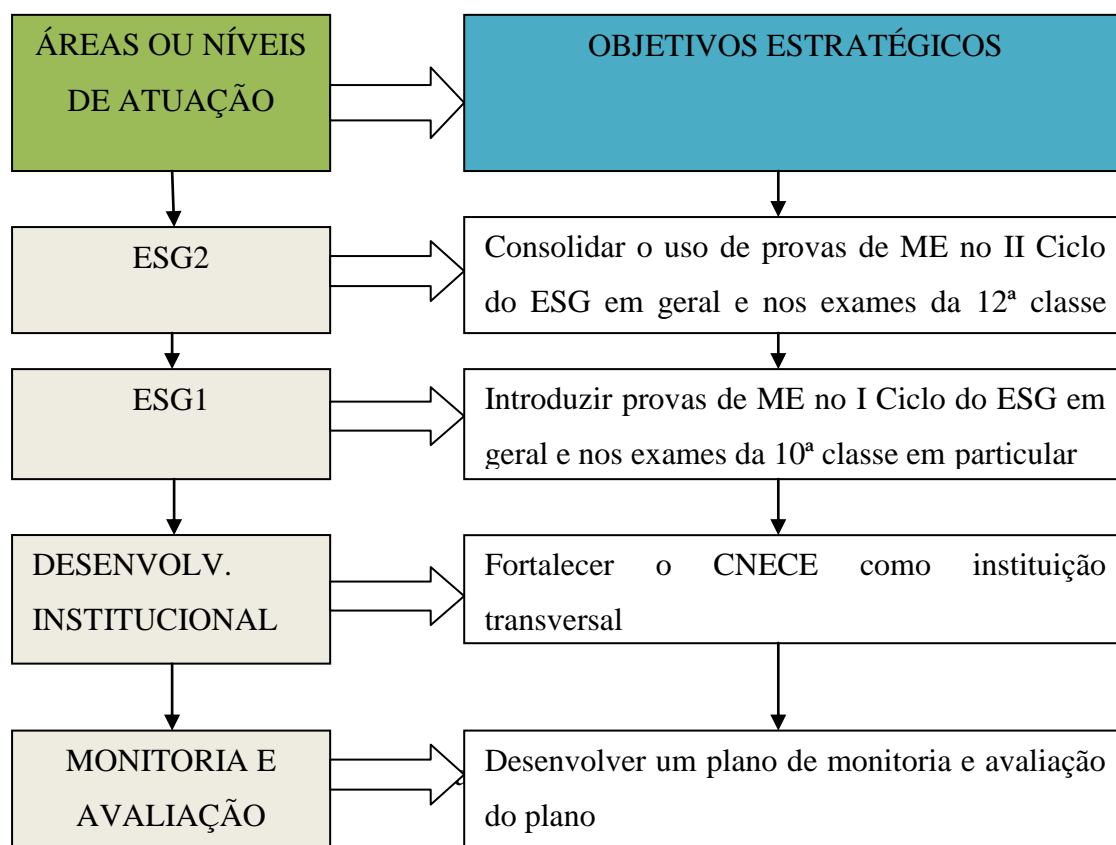 ÁREAS OU NÍVEIS
DE ATUAÇÃO
OBJETIVOS ESTRATÉGICOS
ESG2
Consolidar o uso de provas de ME no II Ciclo
do ESG em geral e nos exames da 12ª classe
ESG1
Introduzir provas de ME no I Ciclo do ESG em
geral e nos exames da 10ª classe em particular
DESENVOLV.
INSTITUCIONAL
Fortalecer o CNECE como instituição
transversal
MONITORIA E
AVALIAÇÃO
Desenvolver um plano de monitoria e avaliação
do plano